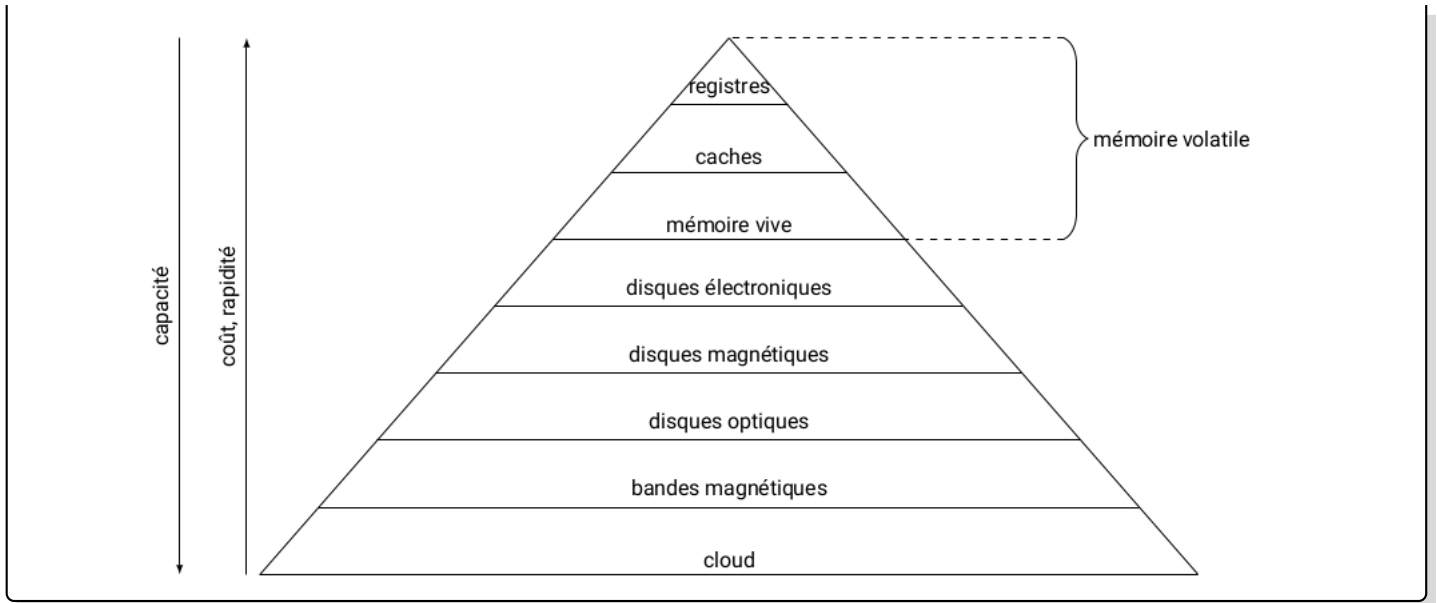 registres
caches
mémoire volatile
mémoire vive
disques électroniques
disques magnétiques
disques optiques
bandes magnétiques
cloud
capacité
coût, rapidité